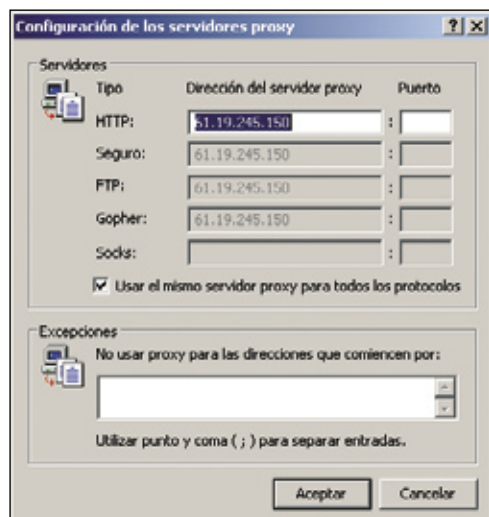 Configuración de los servidores proxy
Servidores
Tipo Dirección del servidor proxy Puerto
HTTP: 61.19.245.150 :
Seguro: 61.19.245.150 :
FTP: 61.19.245.150 :
Gopher: 61.19.245.150 :
Socks: :
Usar el mismo servidor proxy para todos los protocolos
Excepciones
No usar proxy para las direcciones que comiencen por:
Utilizar punto y coma ( ; ) para separar entradas.
Aceptar Cancelar